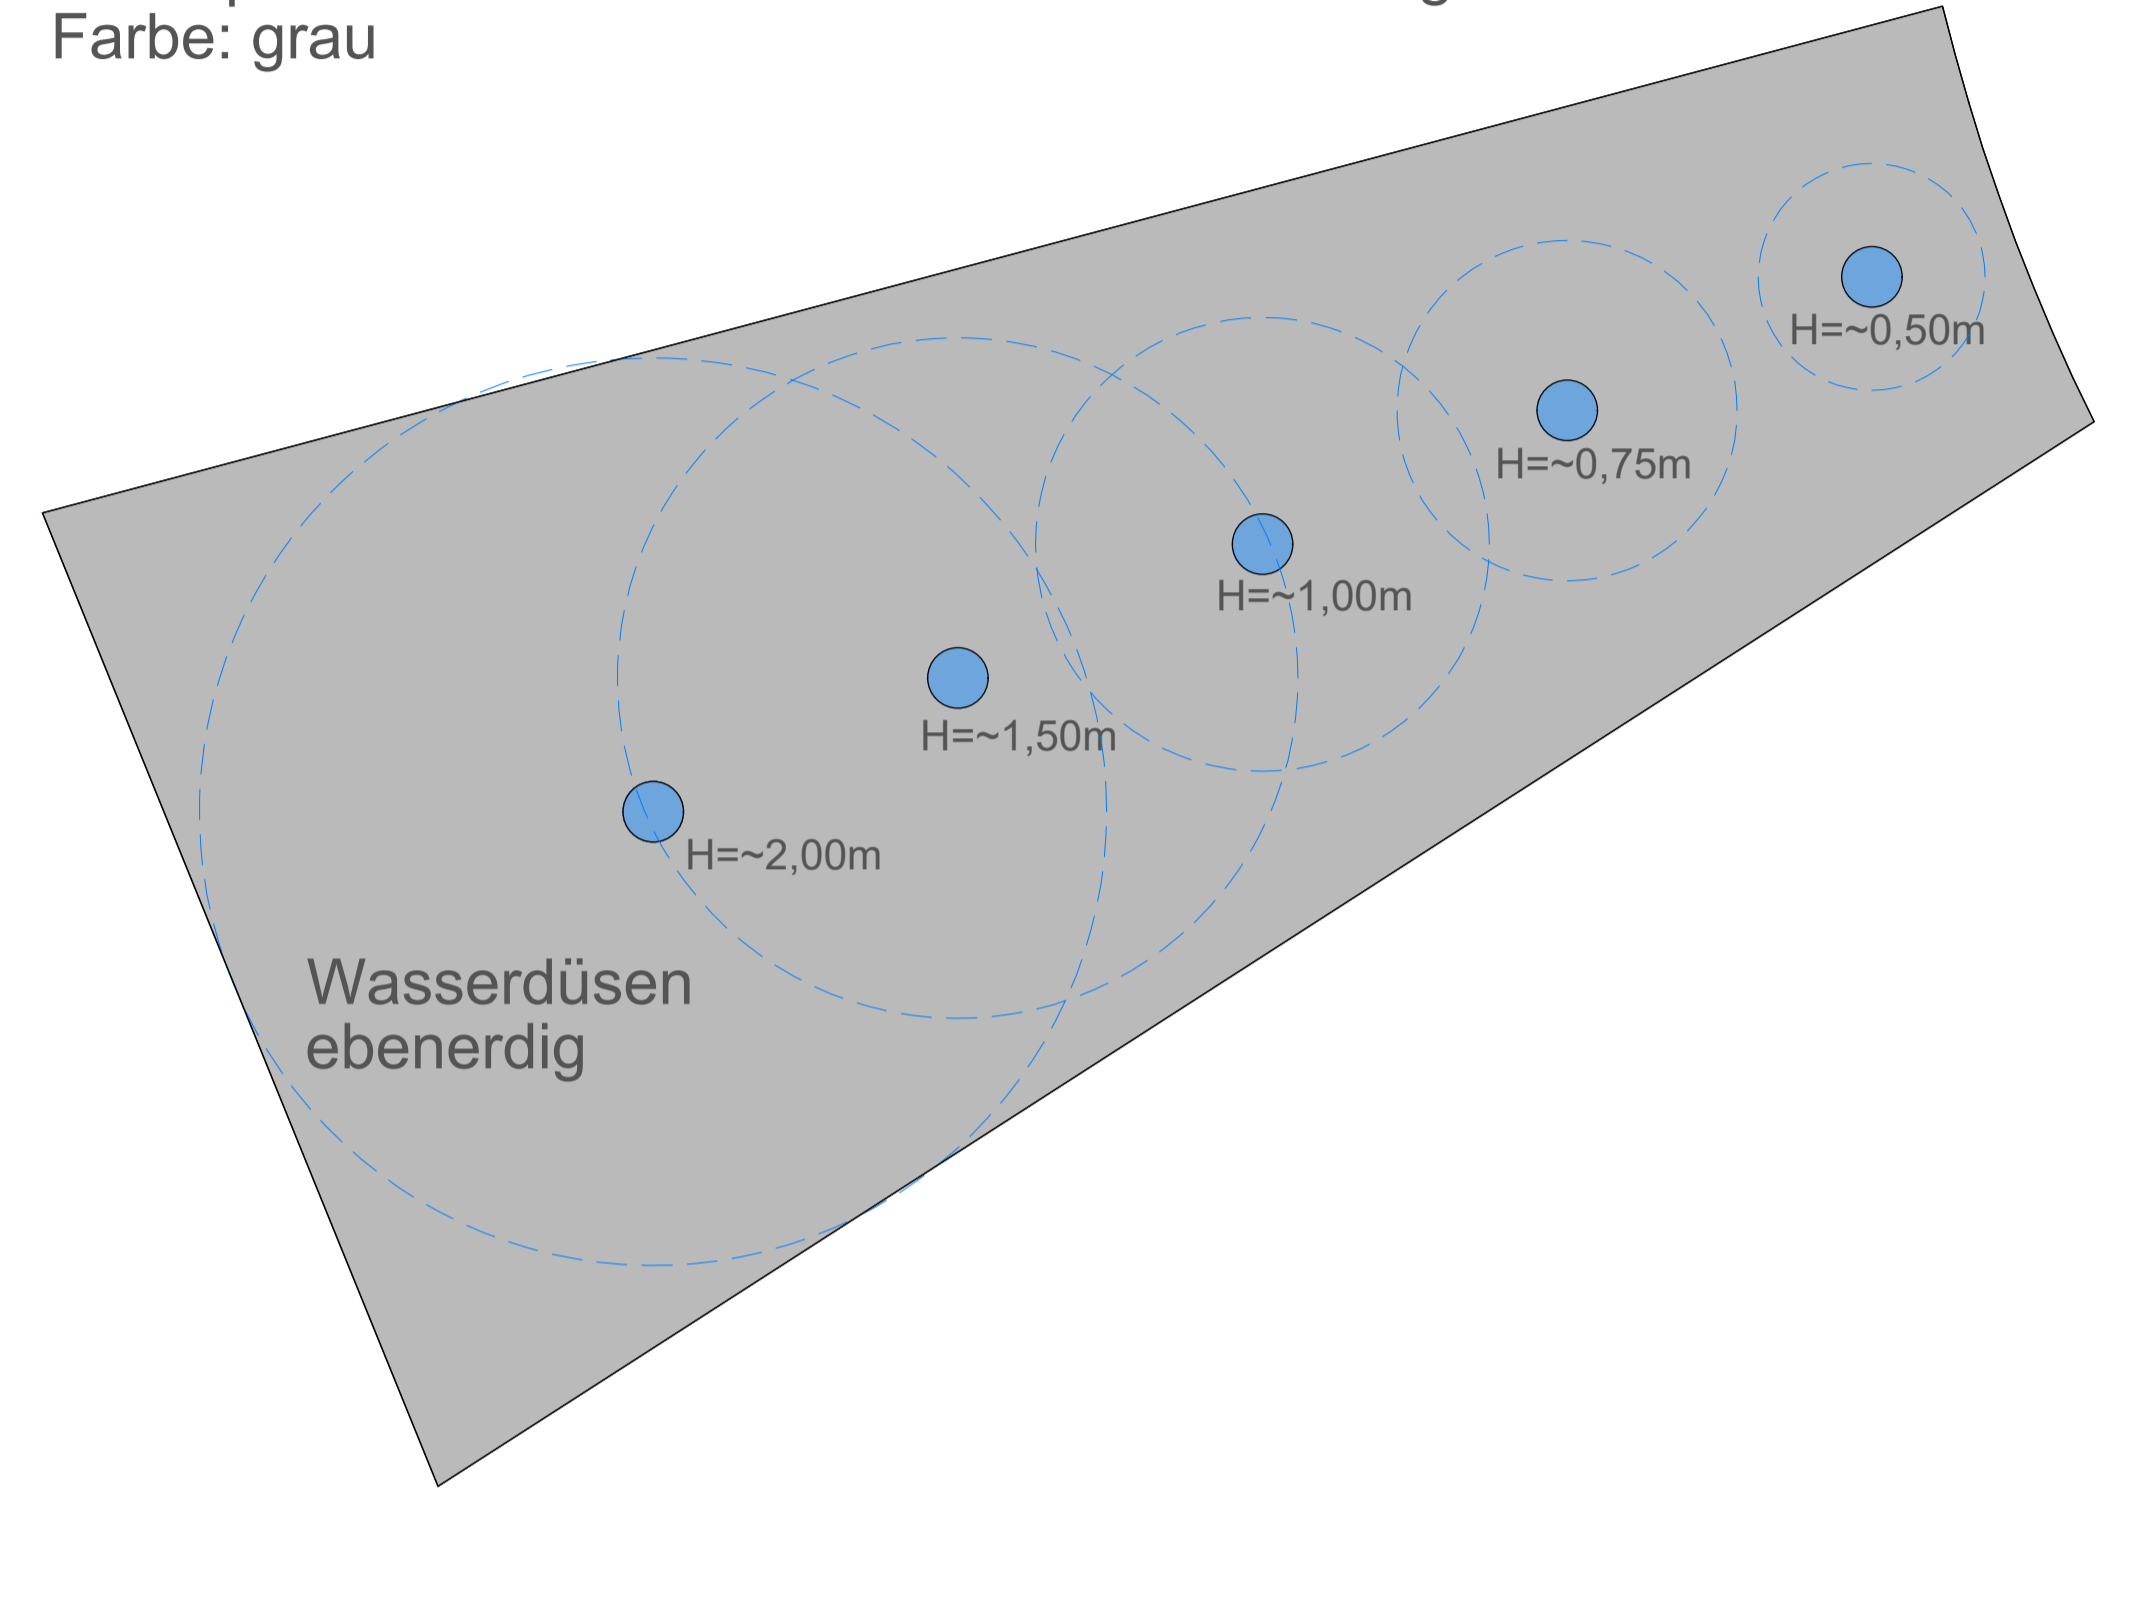 Farbe: grau
H=~0,50m
H=~0,75m
H=~1,00m
H=~1,50m
H=~2,00m
Wasserdüsen
ebenerdig